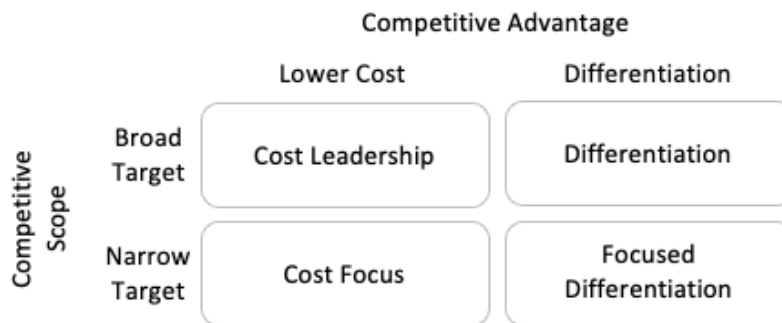 Competitive Advantage
Lower Cost
Differentiation
Competitive
Scope
Broad
Target
Cost Leadership
Differentiation
Narrow
Target
Cost Focus
Focused
Differentiation